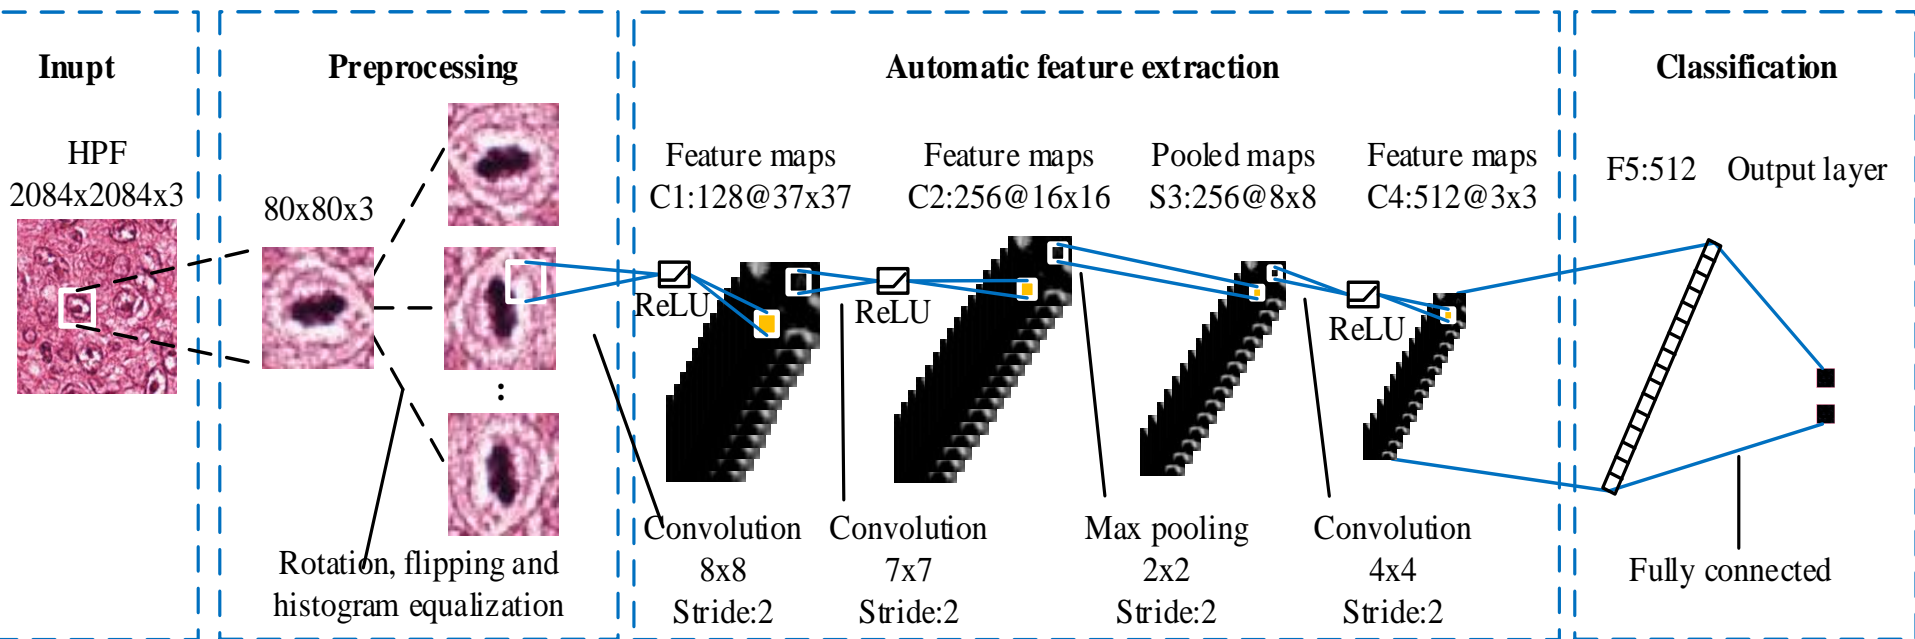 Inupt
HPF
2084x2084x3
Preprocessing
80x80x3
Rotation, flipping and
histogram equalization
Automatic feature extraction
Feature maps
C1:128@37x37
Feature maps
C2:256@16x16
Pooled maps
S3:256@8x8
Feature maps
C4:512@3x3
ReLU
ReLU
ReLU
Convolution
8x8
Stride:2
Convolution
7x7
Stride:2
Max pooling
2x2
Stride:2
Convolution
4x4
Stride:2
Classification
F5:512
Output layer
Fully connected